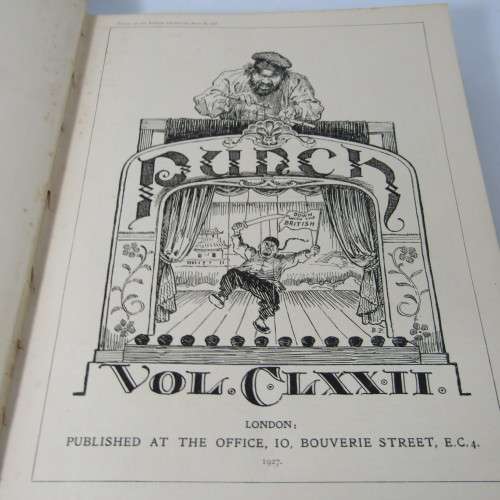 PUNCH
DOWN
WITH THE
BRITISH
VOL. CLXXII.
LONDON:
PUBLISHED AT THE OFFICE, 10, BOUVERIE STREET, E.C.4.
1927.